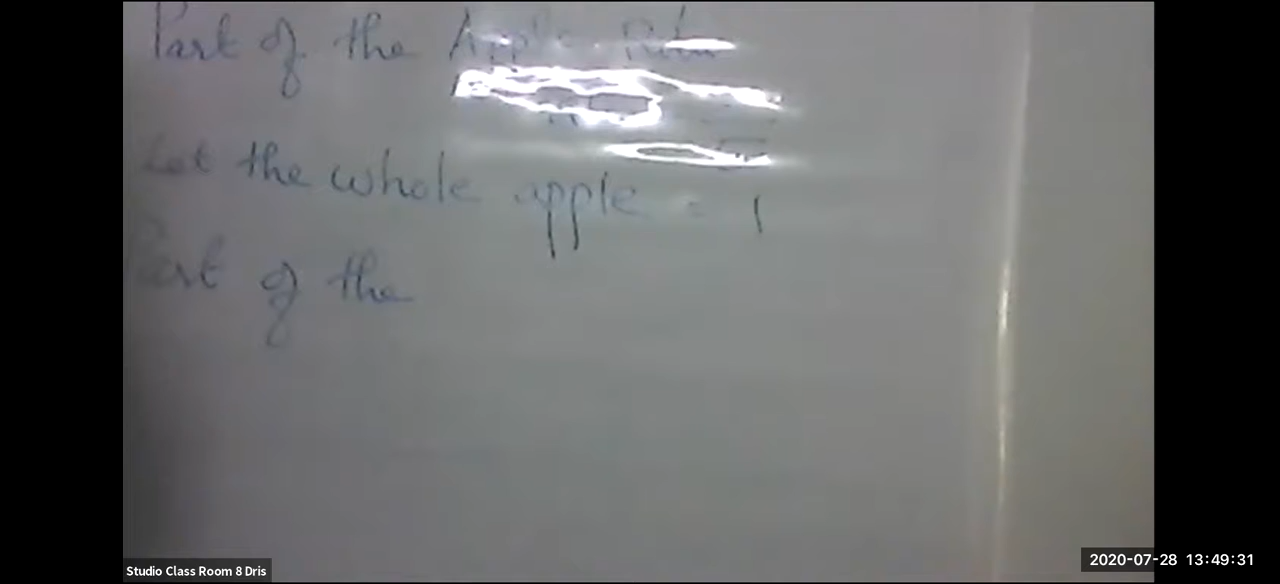 Part of the Apple
Let the whole apple = 1
Part of the
Studio Class Room 8 Dris
2020-07-28 13:49:31